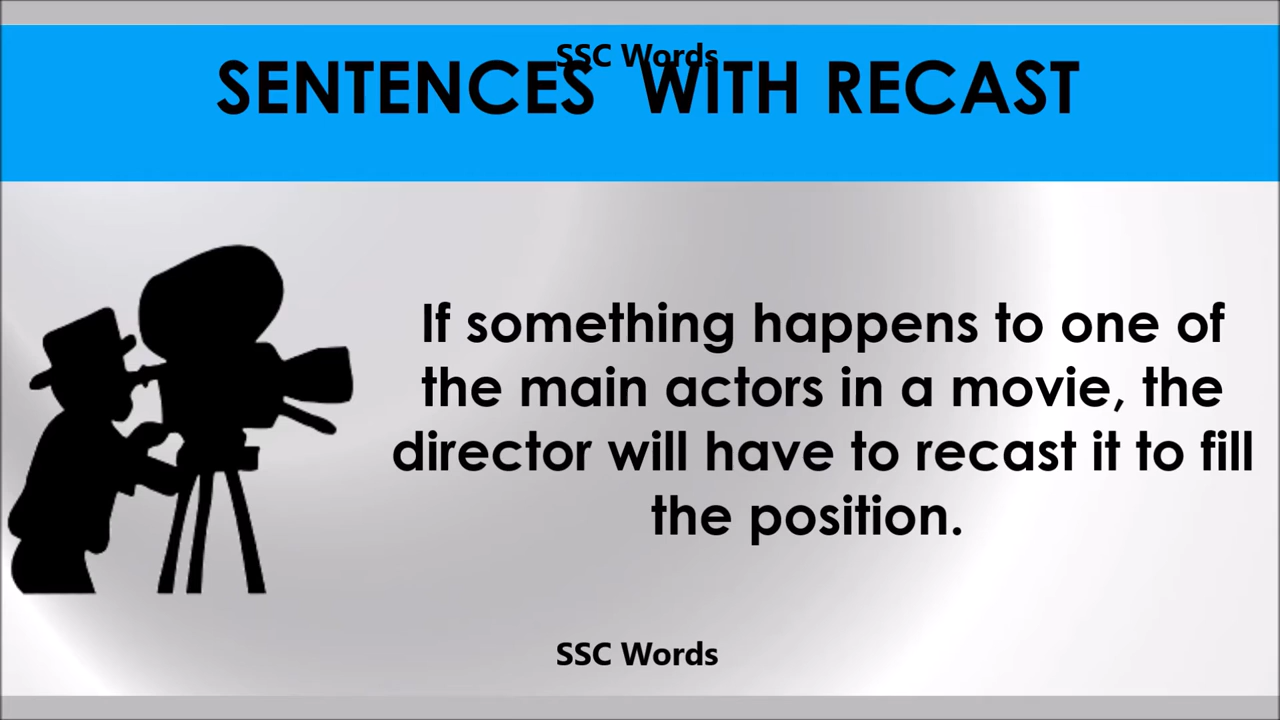 SSC Words
SENTENCES WITH RECAST
If something happens to one of
the main actors in a movie, the
director will have to recast it to fill
the position.
SSC Words